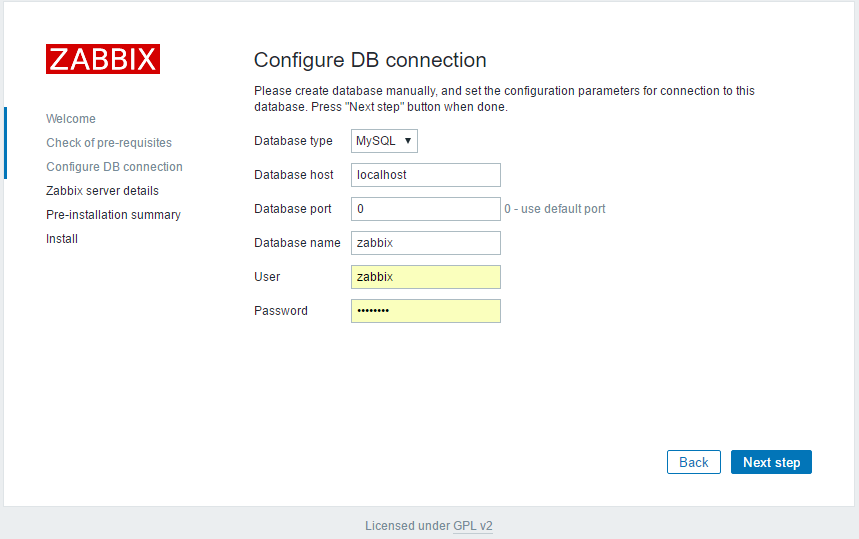 ZABBIX
Welcome
Check of pre-requisites
Configure DB connection
Zabbix server details
Pre-installation summary
Install
Configure DB connection
Please create database manually, and set the configuration parameters for connection to this
database. Press "Next step" button when done.
Database type MySQL ▼
Database host localhost
Database port 0 0 - use default port
Database name zabbix
User zabbix
Password ••••••••
Back Next step
Licensed under GPL v2